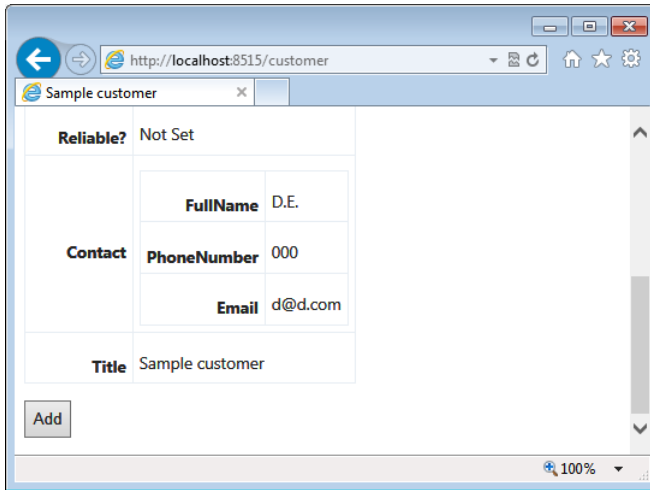 http://localhost:8515/customer
Sample customer
Reliable? Not Set
Contact
FullName D.E.
PhoneNumber 000
Email d@d.com
Title Sample customer
Add
100%